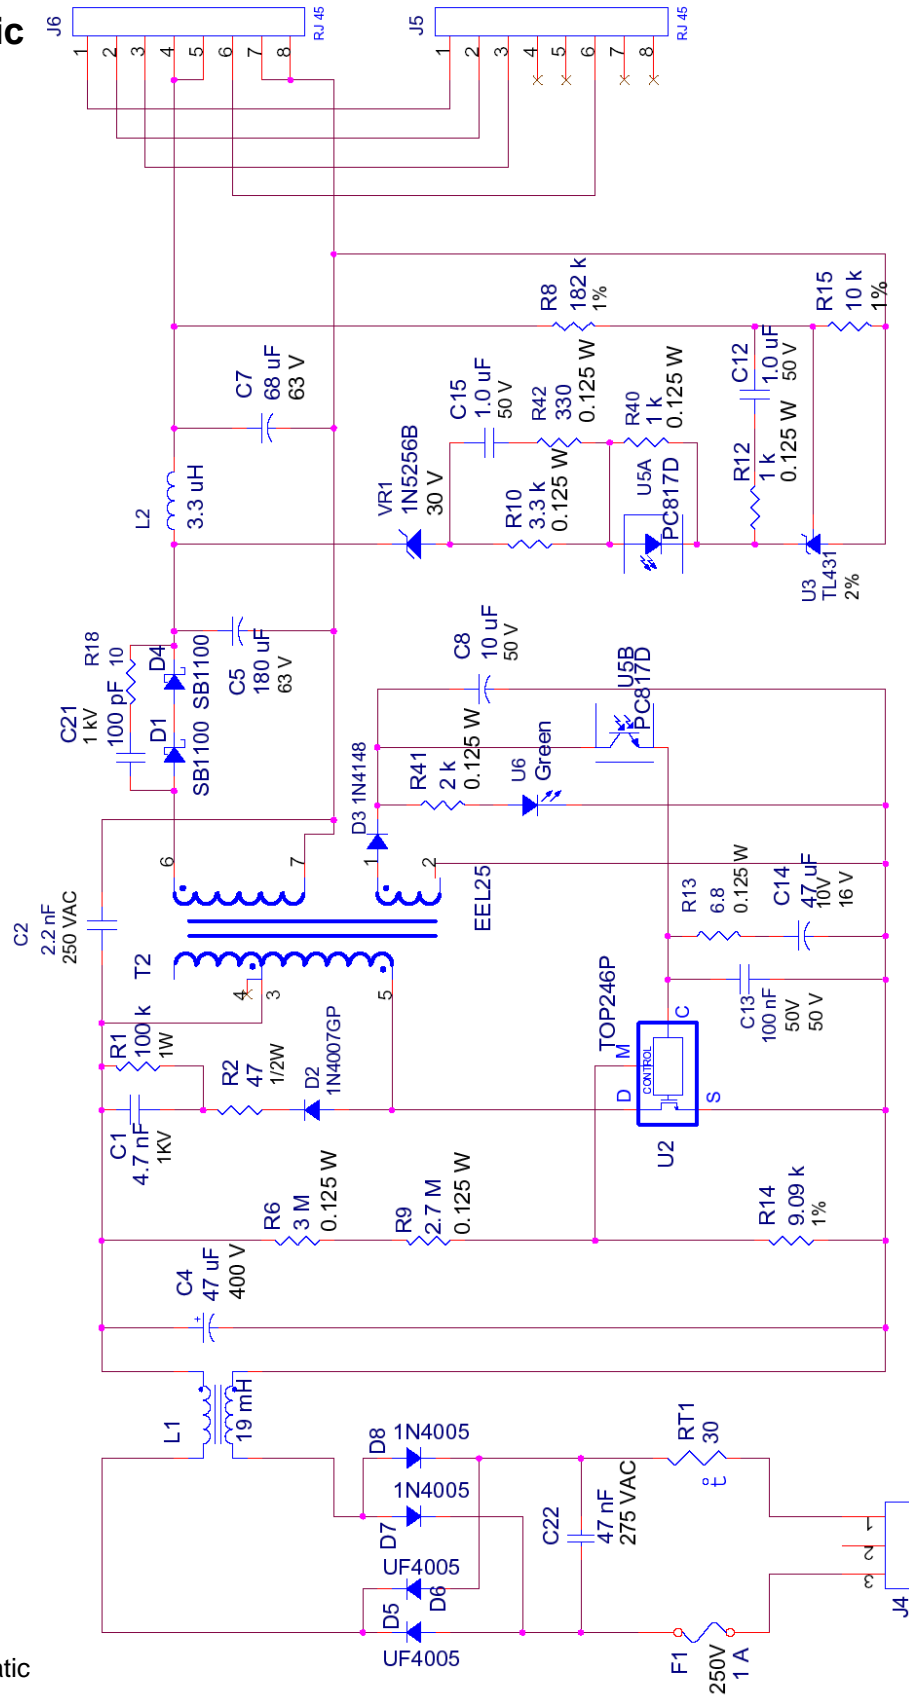 ic
J6
RJ 45
1
2
3
4
5
6
7
8
J5
RJ 45
1
2
3
4
5
6
7
8
R8
182 k
1%
R15
10 k
1%
C7
68 uF
63 V
C15
1.0 uF
50 V
R42
330
0.125 W
R40
1 k
0.125 W
C12
1.0 uF
50 V
L2
3.3 uH
VR1
1N5256B
30 V
R10
3.3 k
0.125 W
U5A
PC817D
R12
1 k
0.125 W
U3
TL431
2%
C21
1 kV
100 pF
R18
10
D1
SB1100
D4
SB1100
C5
180 uF
63 V
C8
10 uF
50 V
U5B
PC817D
R41
2 k
0.125 W
U6
Green
D3 1N4148
6
7
1
2
EEL25
C2
2.2 nF
250 VAC
T2
4
3
5
R13
6.8
0.125 W
C14
47 uF
10V
16 V
C13
100 nF
50V
50 V
TOP246P
M
D
C
S
CONTROL
U2
R1
100 k
1W
R2
47
1/2W
D2
1N4007GP
C1
4.7 nF
1KV
R6
3 M
0.125 W
R9
2.7 M
0.125 W
R14
9.09 k
1%
C4
+
47 uF
400 V
L1
19 mH
D8
1N4005
D7
1N4005
D6
UF4005
D5
UF4005
C22
47 nF
275 VAC
RT1
30
t
F1
250V
1 A
1
2
3
J4
atic